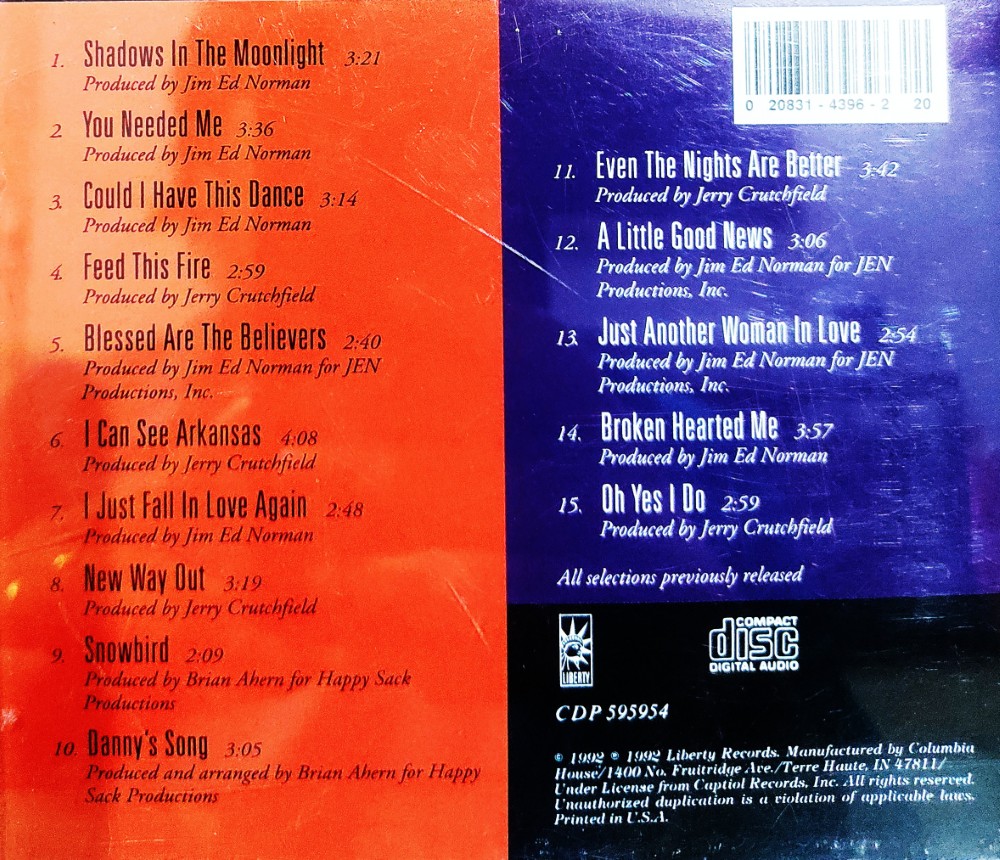 1. Shadows In The Moonlight 3:21
Produced by Jim Ed Norman
2. You Needed Me 3:36
Produced by Jim Ed Norman
3. Could I Have This Dance 3:14
Produced by Jim Ed Norman
4. Feed This Fire 2:59
Produced by Jerry Crutchfield
5. Blessed Are The Believers 2:40
Produced by Jim Ed Norman for JEN
Productions, Inc.
6. I Can See Arkansas 4:08
Produced by Jerry Crutchfield
7. I Just Fall In Love Again 2:48
Produced by Jim Ed Norman
8. New Way Out 3:19
Produced by Jerry Crutchfield
9. Snowbird 2:09
Produced by Brian Ahern for Happy Sack
Productions
10. Danny's Song 3:05
Produced and arranged by Brian Ahern for Happy
Sack Productions
0 20831-4396-2 20
11. Even The Nights Are Better 3:42
Produced by Jerry Crutchfield
12. A Little Good News 3:06
Produced by Jim Ed Norman for JEN
Productions, Inc.
13. Just Another Woman In Love 2:54
Produced by Jim Ed Norman for JEN
Productions, Inc.
14. Broken Hearted Me 3:57
Produced by Jim Ed Norman
15. Oh Yes I Do 2:59
Produced by Jerry Crutchfield
All selections previously released
LIBERTY
COMPACT
disc
DIGITAL AUDIO
CDP 595954
© 1992 ℗ 1992 Liberty Records. Manufactured by Columbia
House/1400 No. Fruitridge Ave./Terre Haute, IN 47811/
Under License from Captiol Records, Inc. All rights reserved.
Unauthorized duplication is a violation of applicable laws.
Printed in U.S.A.